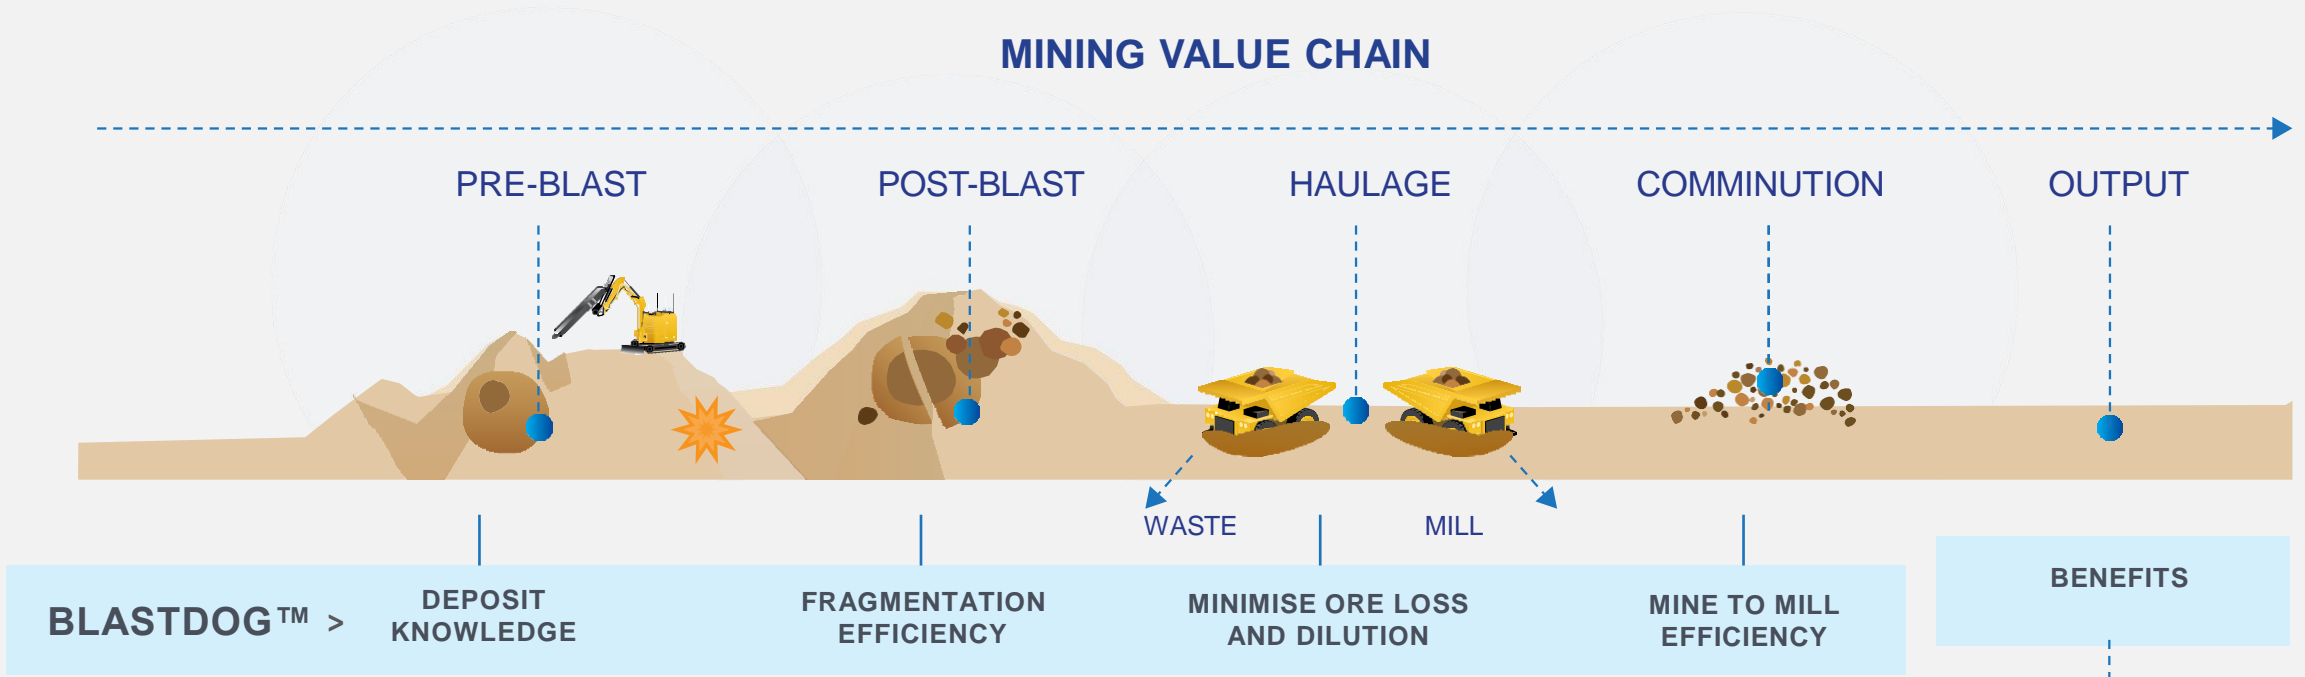 MINING VALUE CHAIN
PRE-BLAST
POST-BLAST
HAULAGE
COMMINUTION
OUTPUT
WASTE
MILL
BLASTDOG™ >
DEPOSIT
KNOWLEDGE
FRAGMENTATION
EFFICIENCY
MINIMISE ORE LOSS
AND DILUTION
MINE TO MILL
EFFICIENCY
BENEFITS